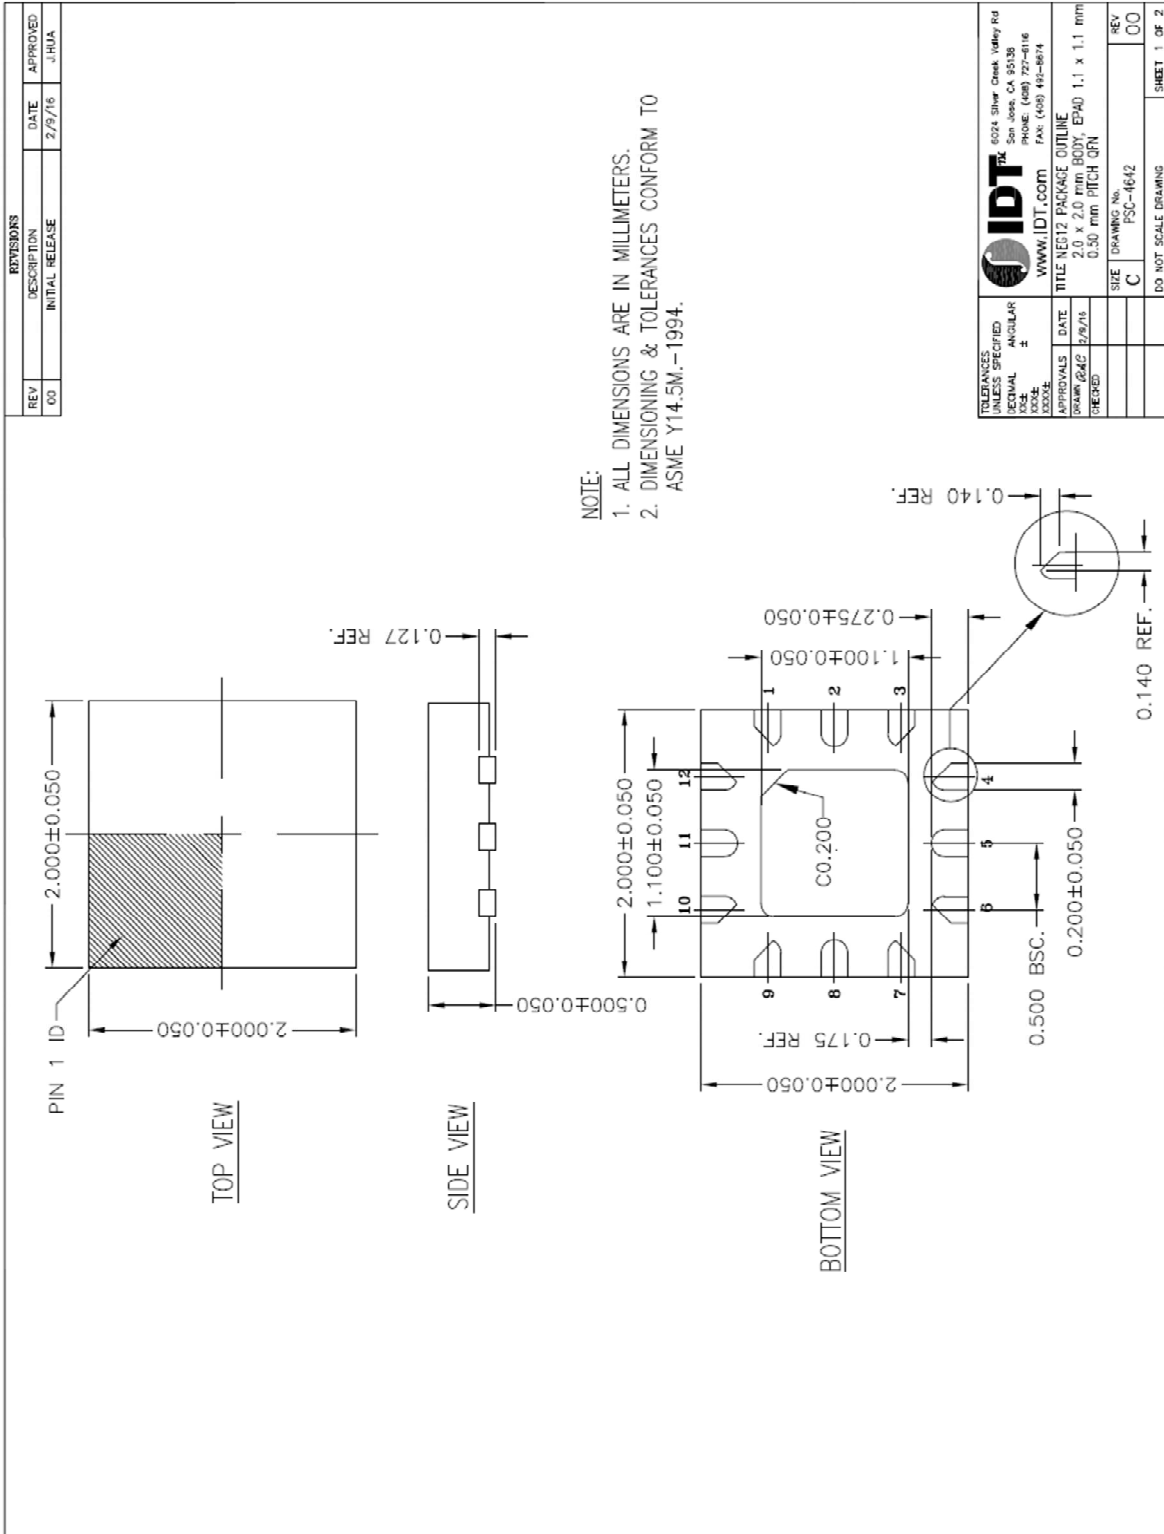 REVISIONS
REV DESCRIPTION DATE APPROVED
00 INITIAL RELEASE 2/9/16 J.HUA
PIN 1 ID
2.000±0.050
2.000±0.050
TOP VIEW
0.127 REF.
0.500±0.050
SIDE VIEW
NOTE:
1. ALL DIMENSIONS ARE IN MILLIMETERS.
2. DIMENSIONING & TOLERANCES CONFORM TO
ASME Y14.5M.-1994.
2.000±0.050
1.100±0.050
C0.200
1.100±0.050
0.275±0.050
0.175 REF.
2.000±0.050
1
2
3
4
5
6
7
8
9
10
11
12
0.500 BSC.
0.200±0.050
0.140 REF.
0.140 REF.
BOTTOM VIEW
TOLERANCES
UNLESS SPECIFIED
DECIMAL ANGULAR
XX± ±
XXX±
XXXX±
IDT™
www.IDT.com
6024 Silver Creek Valley Rd
San Jose, CA 95138
PHONE: (408) 727-6116
FAX: (408) 492-8674
APPROVALS DATE
DRAWN RAC 2/9/16
CHECKED
TITLE NEG12 PACKAGE OUTLINE
2.0 x 2.0 mm BODY, EPAD 1.1 x 1.1 mm
0.50 mm PITCH QFN
SIZE DRAWING No. REV
C PSC-4642 00
DO NOT SCALE DRAWING SHEET 1 OF 2